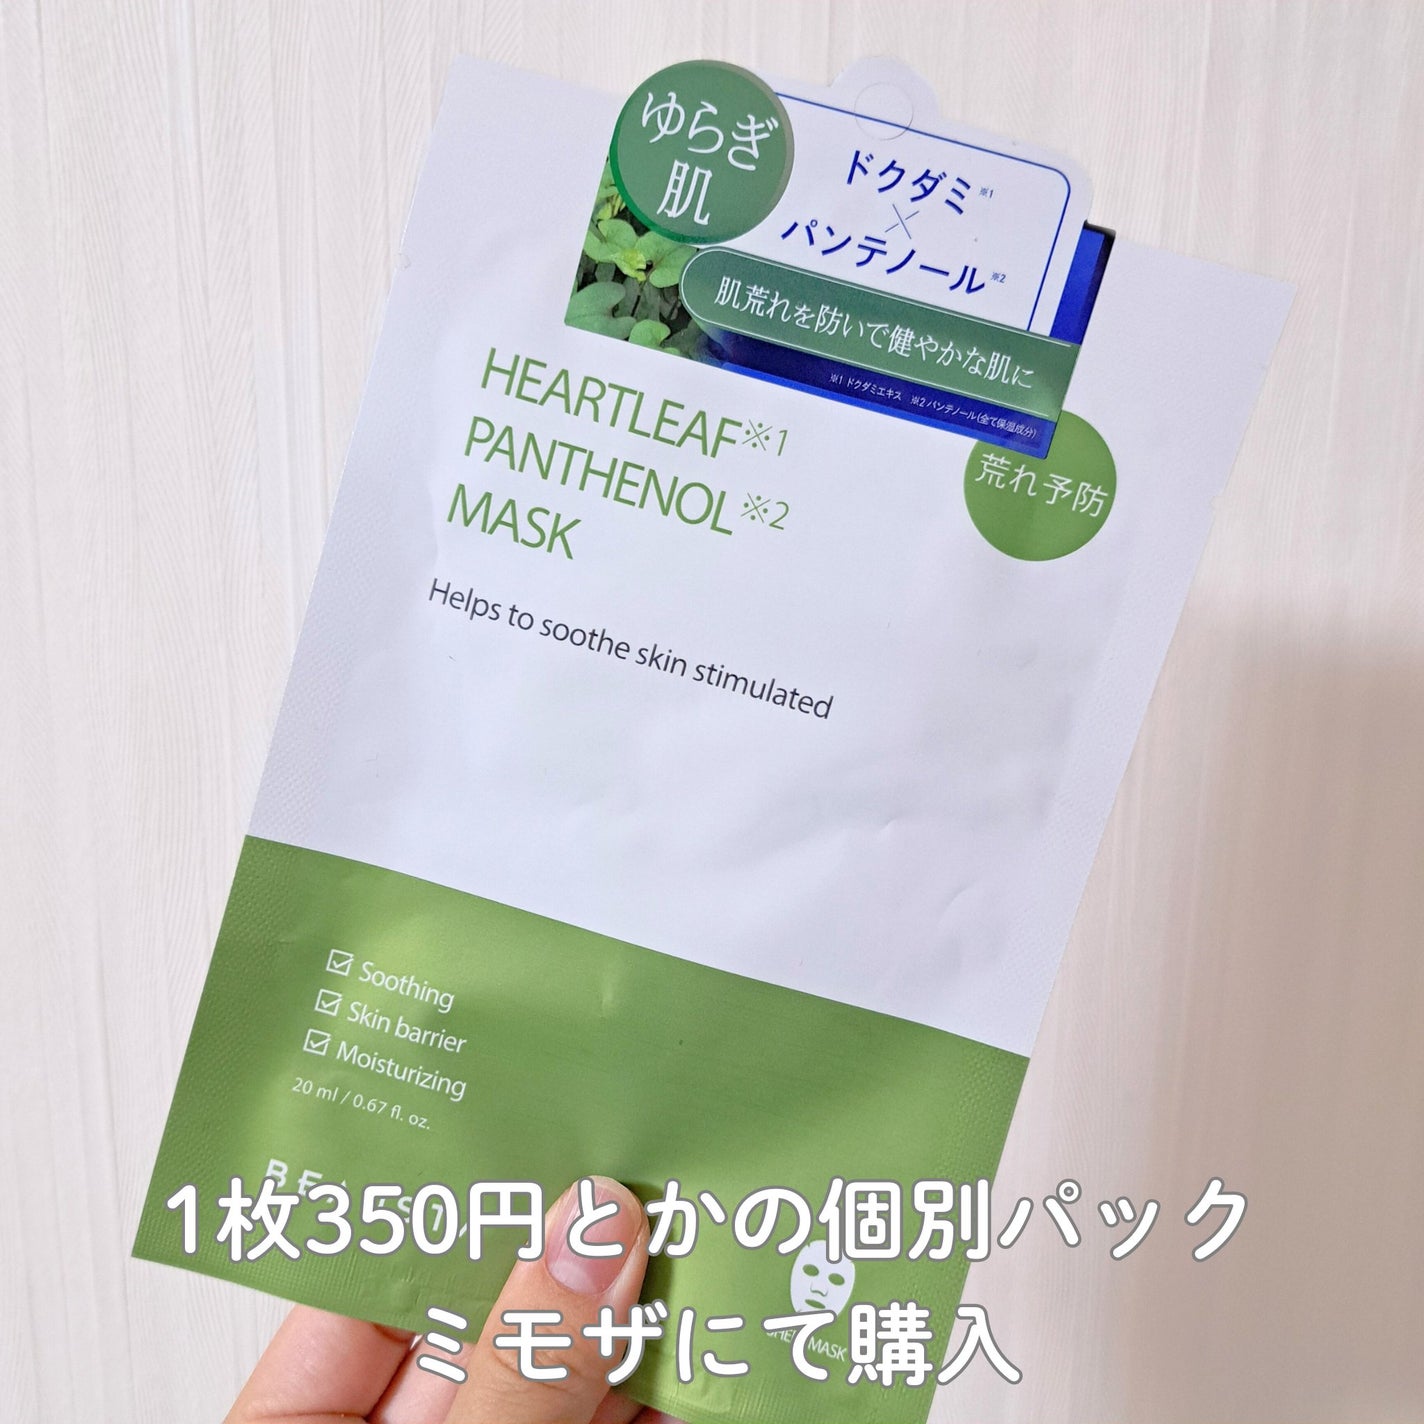 ゆらぎ
肌
ドクダミ※1
×
パンテノール※2
肌荒れを防いで健やかな肌に
※1 ドクダミエキス ※2 パンテノール(全て保湿成分)
HEARTLEAF※1
PANTHENOL※2
MASK
荒れ予防
Helps to soothe skin stimulated
Soothing
Skin barrier
Moisturizing
20 ml / 0.67 fl. oz.
1枚350円とかの個別パック
ミモザにて購入
MASK